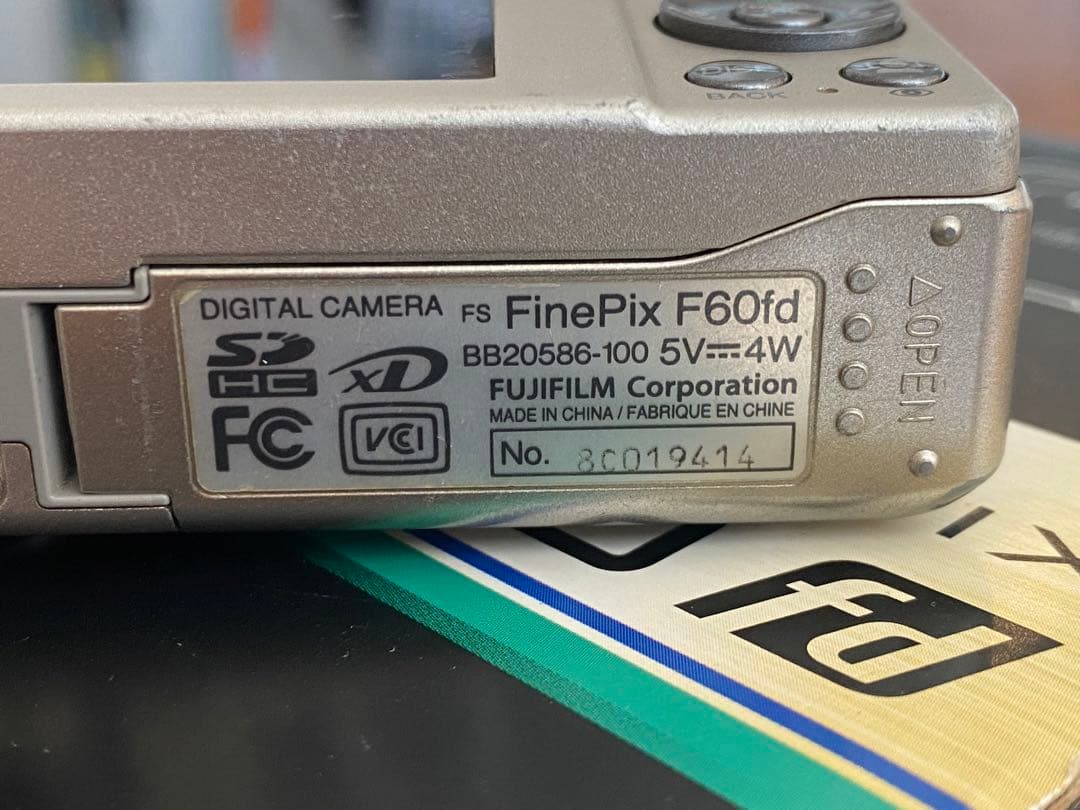 BACK
DIGITAL CAMERA FS FinePix F60fd
SD HC xD BB20586-100 5V⎓4W
FUJIFILM Corporation
MADE IN CHINA / FABRIQUE EN CHINE
FC VCCI No. 8C019414
△OPEN
X
fd